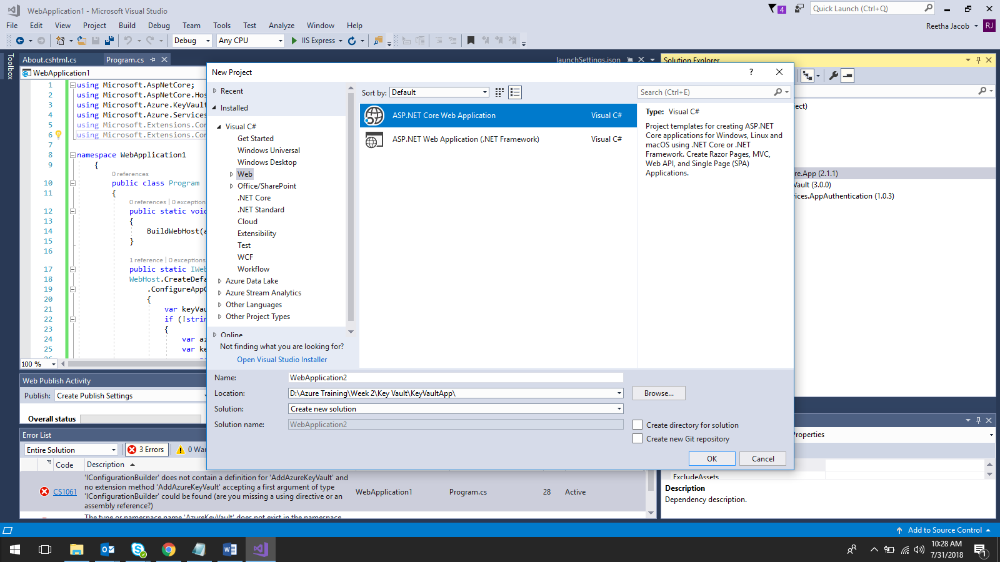 WebApplication1 - Microsoft Visual Studio
4
Quick Launch (Ctrl+Q)
File Edit View Project Build Debug Team Tools Test Analyze Window Help
Reetha Jacob
RJ
Debug
Any CPU
IIS Express
Toolbox
About.cshtml.cs
Program.cs
launchSettings.json
WebApplication1
1 using Microsoft.AspNetCore;
2 using Microsoft.AspNetCore.Hos
3 using Microsoft.Azure.KeyVault
4 using Microsoft.Azure.Services
5 using Microsoft.Extensions.Con
6 using Microsoft.Extensions.Con
7
8 namespace WebApplication1
9 {
0 references
10 public class Program
11 {
0 references | 0 exceptions
12 public static void
13 {
14 BuildWebHost(a
15 }
16
1 reference | 0 exceptions
17 public static IWeb
18 WebHost.CreateDefa
19 .ConfigureAppC
20 {
21 var keyVau
22 if (!strin
23 {
24 var az
25 var ke
100 %
Web Publish Activity
Publish: Create Publish Settings
Overall status
Error List
Entire Solution
3 Errors
0 War
Code Description
'IConfigurationBuilder' does not contain a definition for 'AddAzureKeyVault' and
no extension method 'AddAzureKeyVault' accepting a first argument of type
CS1061 'IConfigurationBuilder' could be found (are you missing a using directive or an
assembly reference?)
WebApplication1 Program.cs 28 Active
The type or namespace name 'AzureKeyVault' does not exist in the namespace
New Project
?
Recent
Installed
Visual C#
Get Started
Windows Universal
Windows Desktop
Web
Office/SharePoint
.NET Core
.NET Standard
Cloud
Extensibility
Test
WCF
Workflow
Azure Data Lake
Azure Stream Analytics
Other Languages
Other Project Types
Online
Not finding what you are looking for?
Open Visual Studio Installer
Sort by: Default
ASP.NET Core Web Application Visual C#
ASP.NET Web Application (.NET Framework) Visual C#
Search (Ctrl+E)
Type: Visual C#
Project templates for creating ASP.NET
Core applications for Windows, Linux and
macOS using .NET Core or .NET
Framework. Create Razor Pages, MVC,
Web API, and Single Page (SPA)
Applications.
Name: WebApplication2
Location: D:\Azure Training\Week 2\Key Vault\KeyVaultApp\
Browse...
Solution: Create new solution
Solution name: WebApplication2
Create directory for solution
Create new Git repository
OK
Cancel
Solution Explorer
ect)
re.App (2.1.1)
Vault (3.0.0)
ices.AppAuthentication (1.0.3)
Properties
ExcludeAssets
Description
Dependency description.
Add to Source Control
10:28 AM
7/31/2018
1